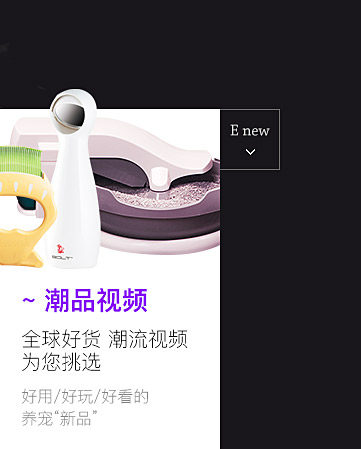 E new
BOLT
~ 潮品视频
全球好货 潮流视频
为您挑选
好用/好玩/好看的
养宠“新品”